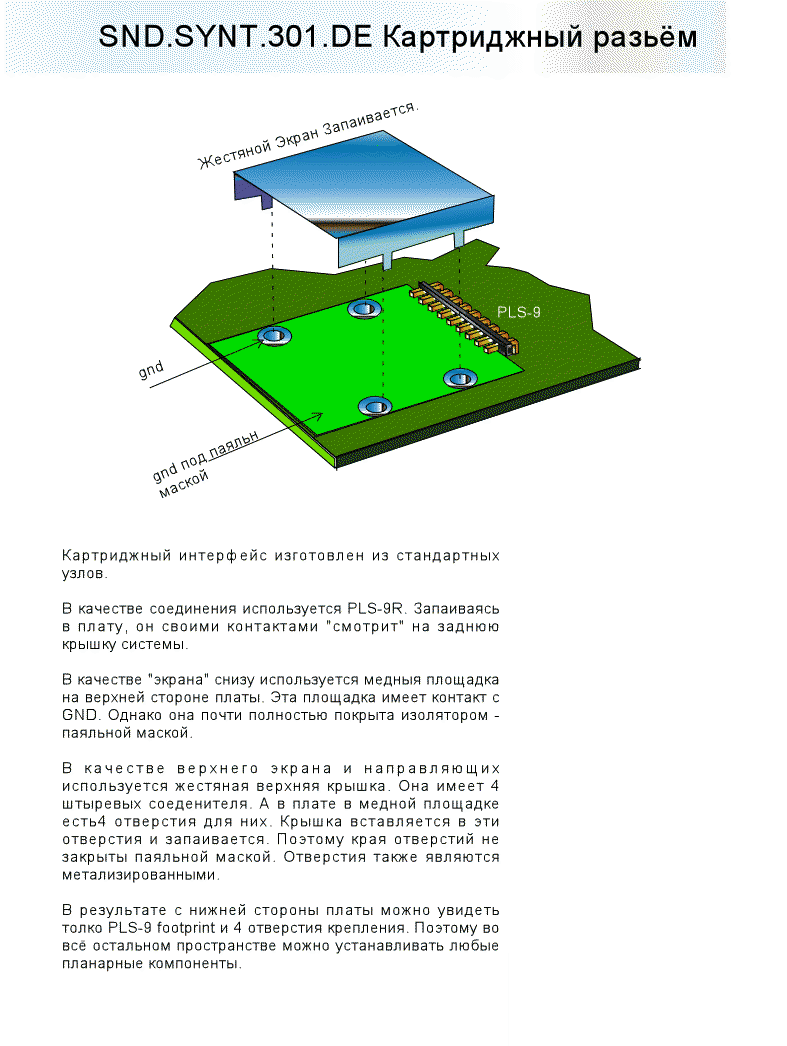 SND.SYNT.301.DE Картриджный разьём
Жестяной Экран Запаивается.
PLS-9
gnd
gnd под паяльн
маской
Картриджный интерфейс изготовлен из стандартных
узлов.
В качестве соединения используется PLS-9R. Запаиваясь
в плату, он своими контактами "смотрит" на заднюю
крышку системы.
В качестве "экрана" снизу используется медныя площадка
на верхней стороне платы. Эта площадка имеет контакт с
GND. Однако она почти полностью покрыта изолятором -
паяльной маской.
В качестве верхнего экрана и направляющих
используется жестяная верхняя крышка. Она имеет 4
штыревых соеденителя. А в плате в медной площадке
есть4 отверстия для них. Крышка вставляется в эти
отверстия и запаивается. Поэтому края отверстий не
закрыты паяльной маской. Отверстия также являются
метализированными.
В результате с нижней стороны платы можно увидеть
толко PLS-9 footprint и 4 отверстия крепления. Поэтому во
всё остальном пространстве можно устанавливать любые
планарные компоненты.